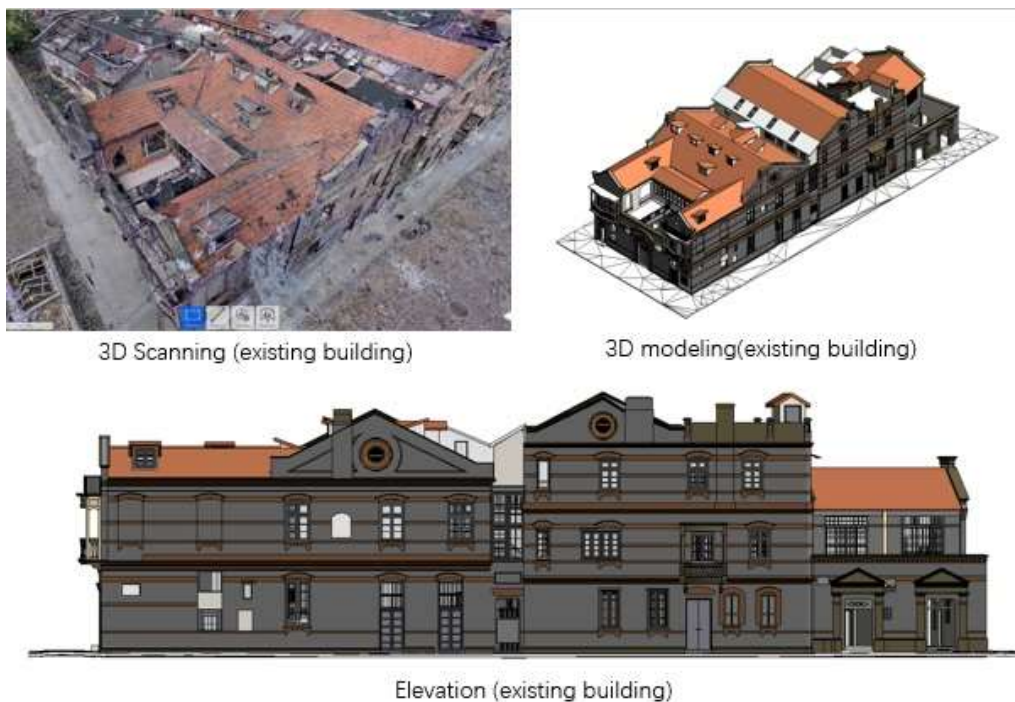 3D Scanning (existing building)
3D modeling(existing building)
Elevation (existing building)